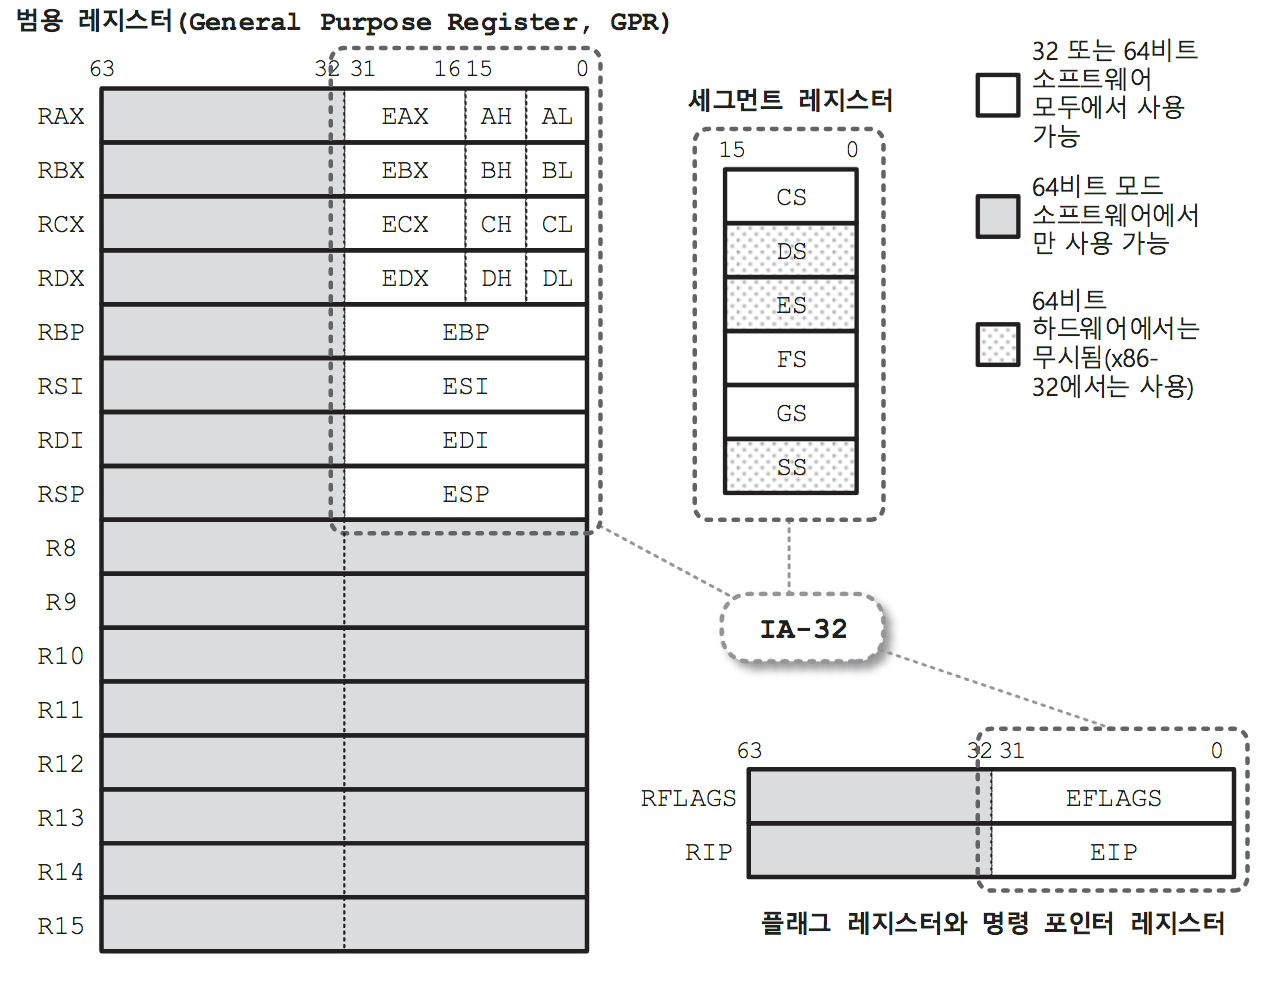 범용 레지스터(General Purpose Register, GPR)
63 32 31 16 15 0
RAX EAX AH AL
RBX EBX BH BL
RCX ECX CH CL
RDX EDX DH DL
RBP EBP
RSI ESI
RDI EDI
RSP ESP
R8
R9
R10
R11
R12
R13
R14
R15
세그먼트 레지스터
15 0
CS
DS
ES
FS
GS
SS
32 또는 64비트
소프트웨어
모두에서 사용
가능
64비트 모드
소프트웨어에서
만 사용 가능
64비트
하드웨어에서는
무시됨(x86-
32에서는 사용)
IA-32
63 32 31 0
RFLAGS EFLAGS
RIP EIP
플래그 레지스터와 명령 포인터 레지스터